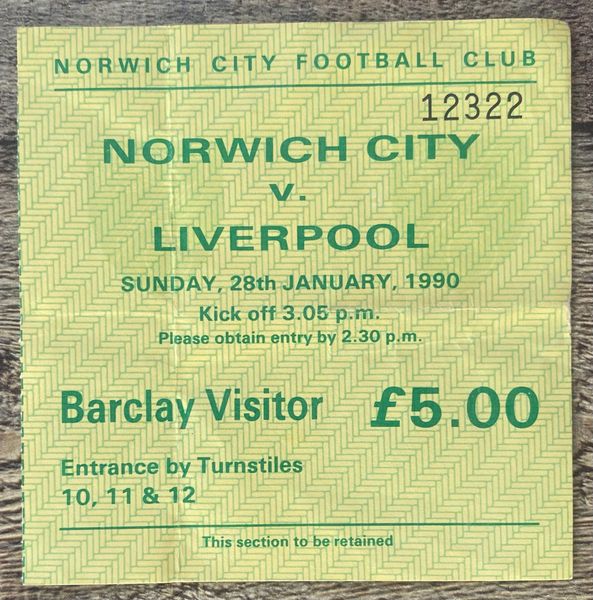 NORWICH CITY FOOTBALL CLUB
12322
NORWICH CITY
v.
LIVERPOOL
SUNDAY, 28th JANUARY, 1990
Kick off 3.05 p.m.
Please obtain entry by 2.30 p.m.
Barclay Visitor £5.00
Entrance by Turnstiles
10, 11 & 12
This section to be retained